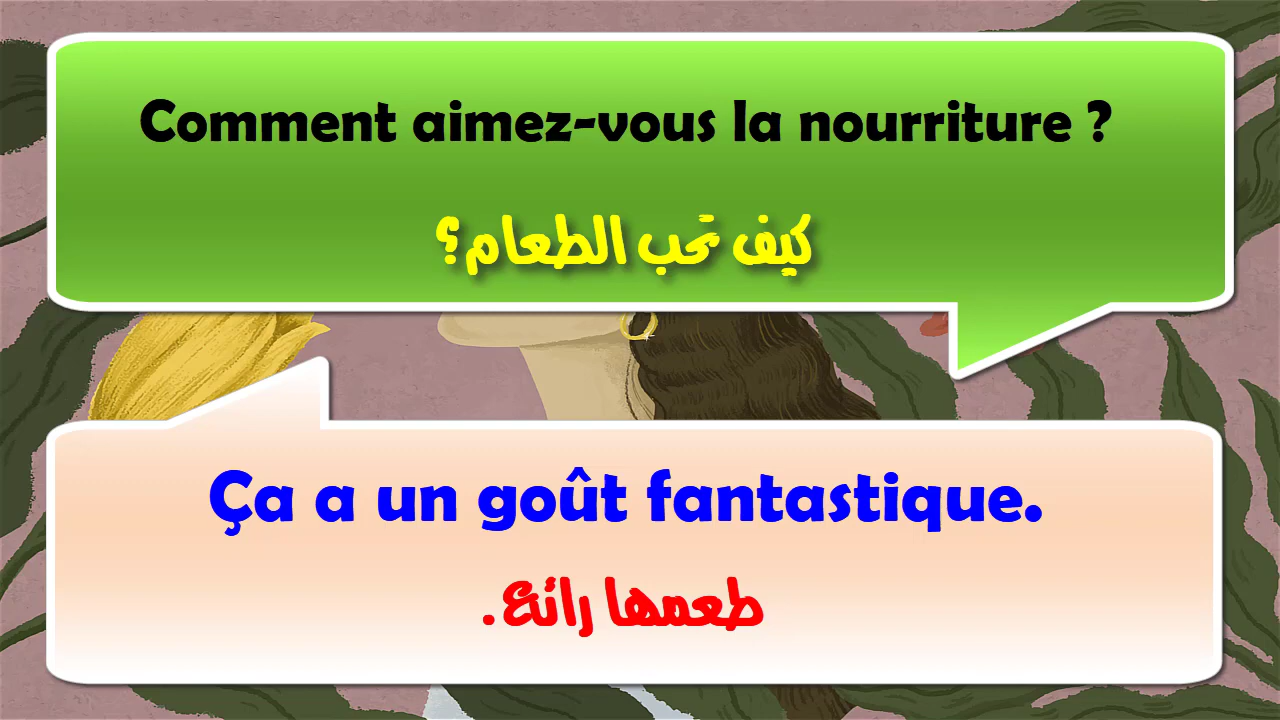 Comment aimez-vous la nourriture ?
كيف تحب الطعام؟
Ça a un goût fantastique.
طعمها رائع.